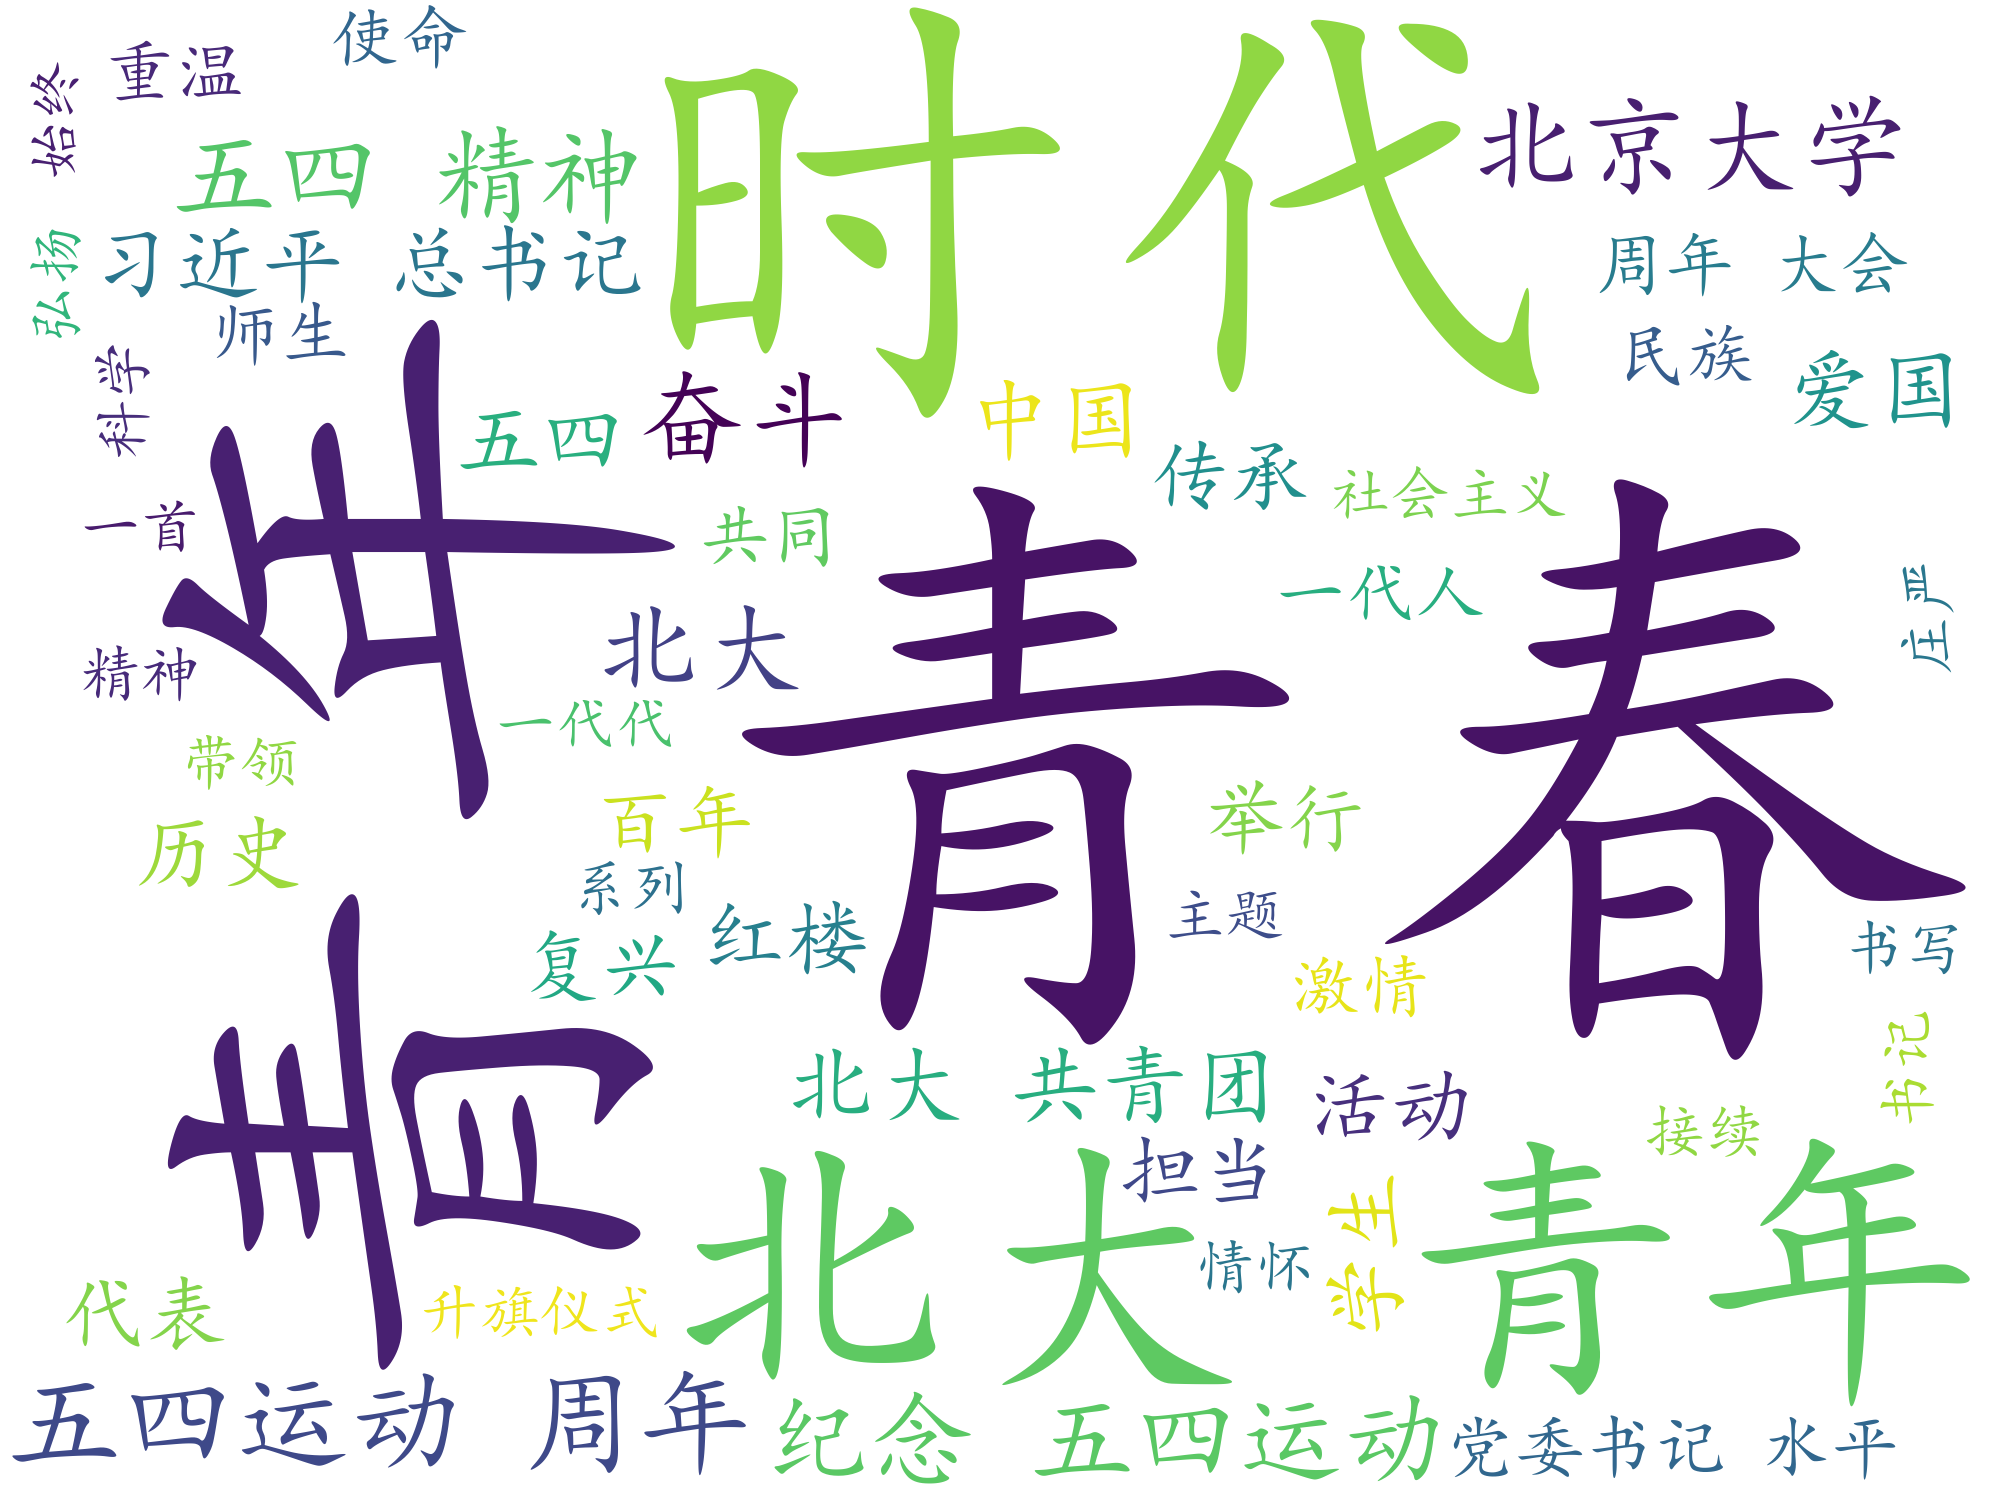 使命
重温
始终
时代
五四 精神
北京大学
弘扬
习近平 总书记
周年 大会
师生
民族
科学
爱国
青年
五四
奋斗
中国
传承
社会主义
一首
共同
青春
一代人
庄严
精神
北大
一代代
带领
百年
举行
历史
系列
红楼
主题
书写
复兴
激情
书记
北大 共青团
活动
接续
担当
北大 青年
学生
情怀
代表
升旗仪式
五四运动 周年
纪念 五四运动
党委书记 水平